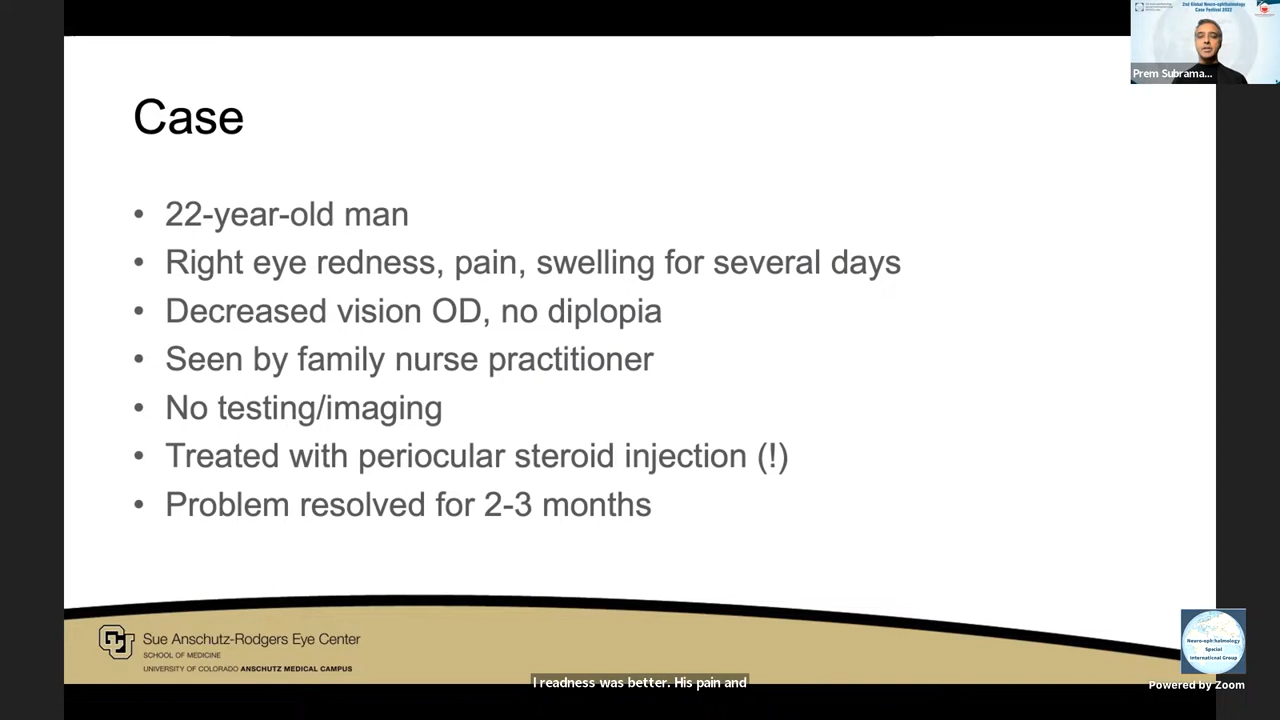 2nd Global Neuro-ophthalmology
Case Festival 2022
Prem Subrama...
Case
• 22-year-old man
• Right eye redness, pain, swelling for several days
• Decreased vision OD, no diplopia
• Seen by family nurse practitioner
• No testing/imaging
• Treated with periocular steroid injection (!)
• Problem resolved for 2-3 months
Sue Anschutz-Rodgers Eye Center
SCHOOL OF MEDICINE
UNIVERSITY OF COLORADO ANSCHUTZ MEDICAL CAMPUS
Neuro-ophthalmology
Special
International Group
I readness was better. His pain and
Powered by Zoom